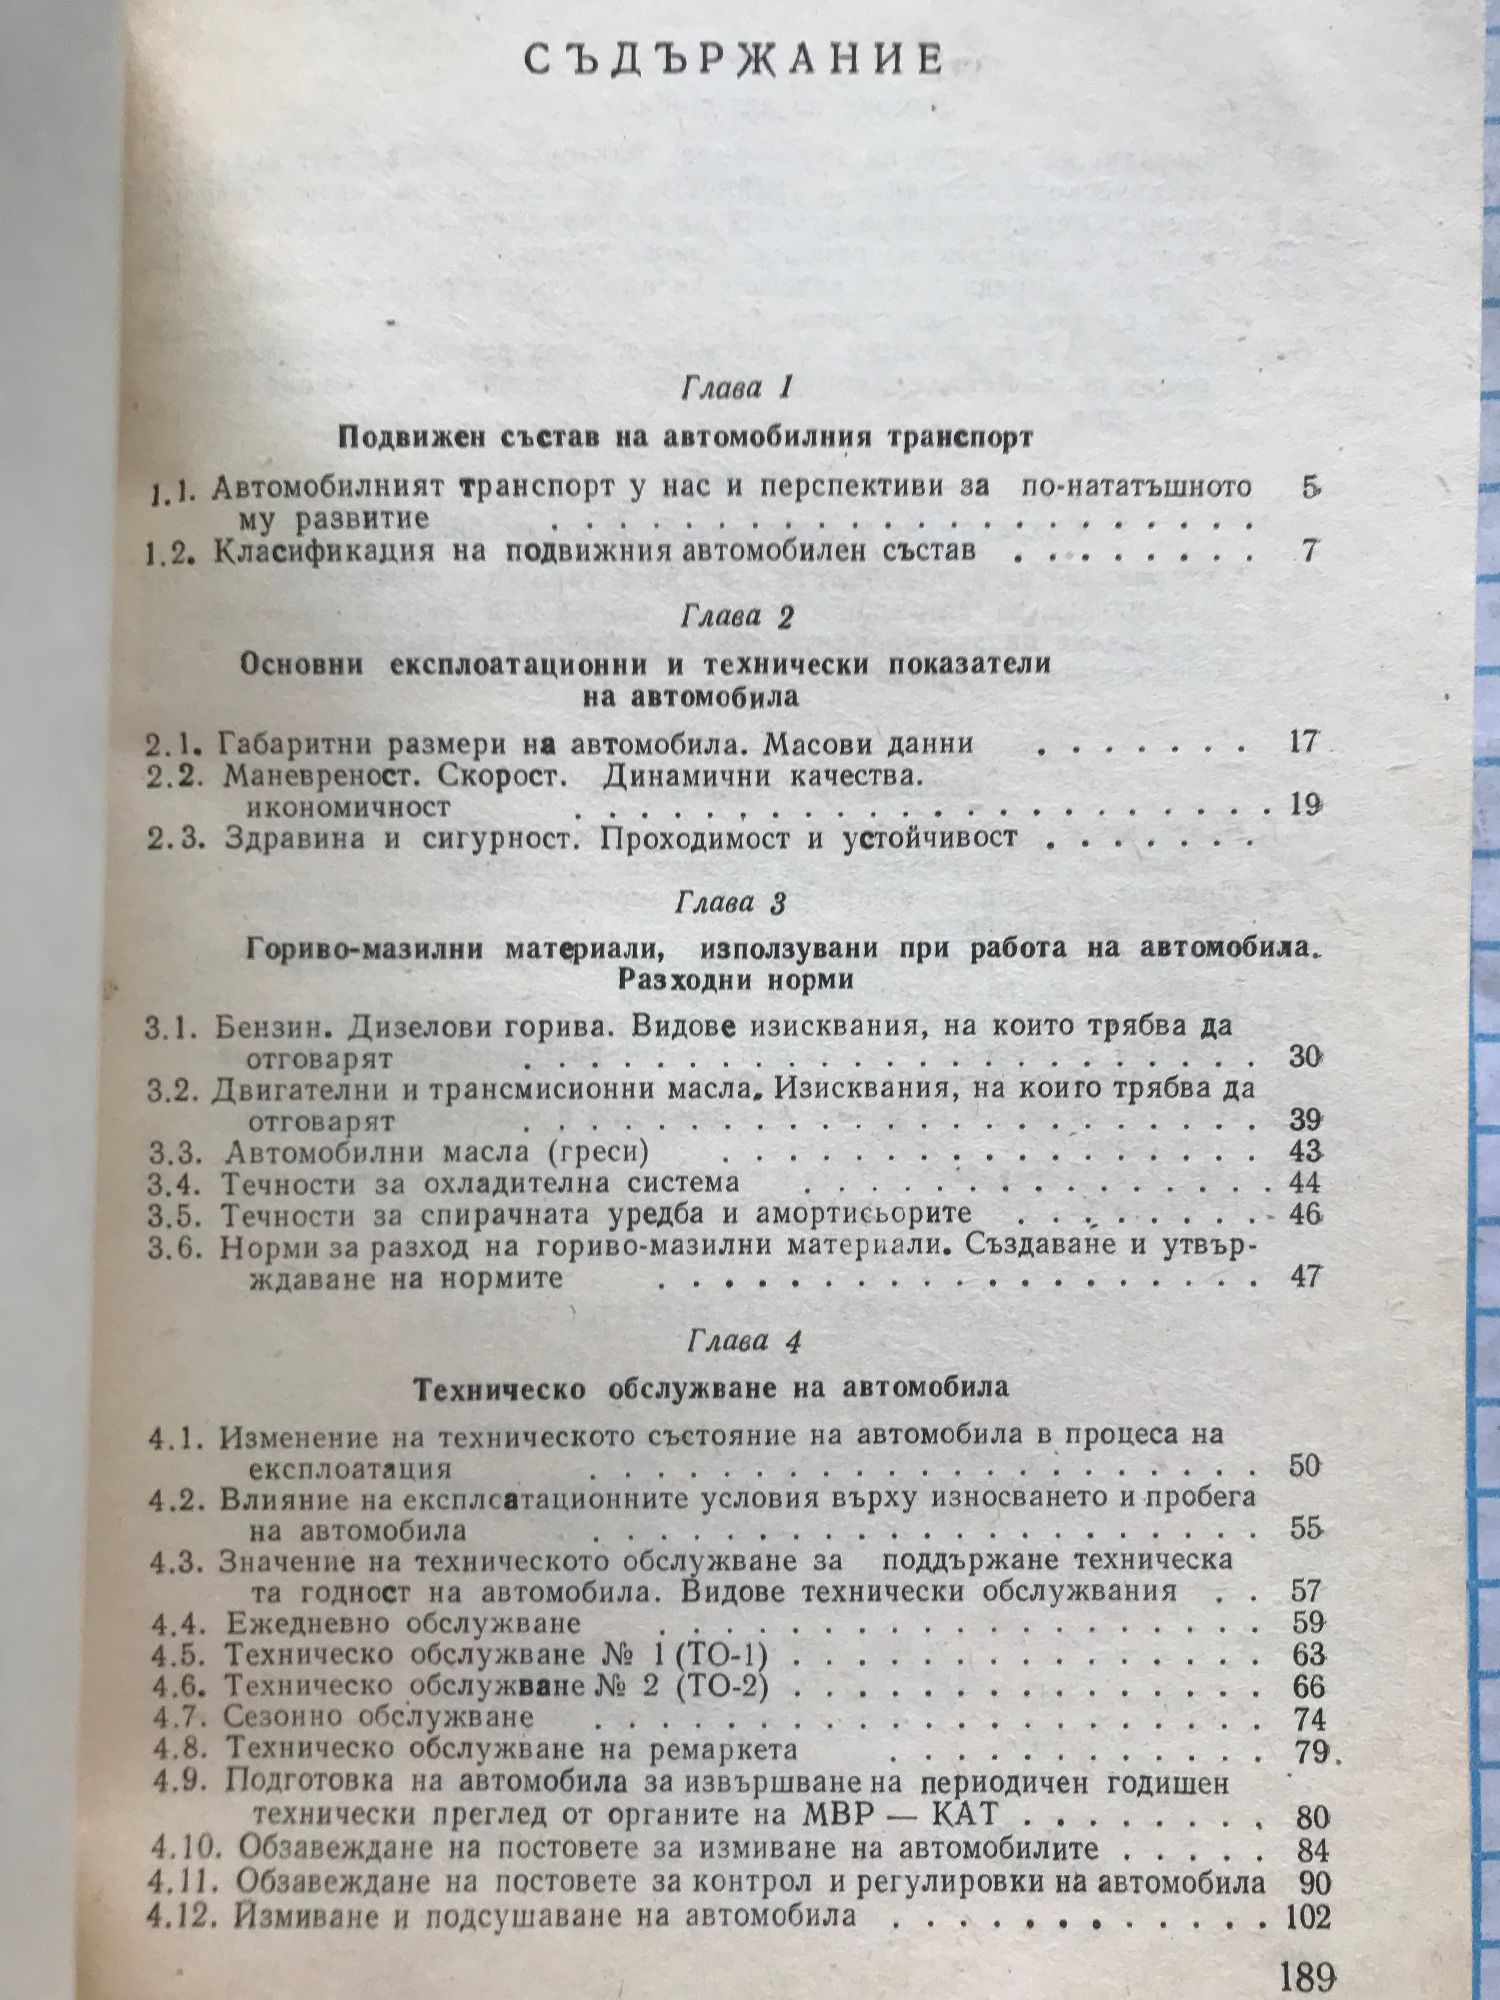 СЪДЪРЖАНИЕ
Глава 1
Подвижен състав на автомобилния транспорт
1.1. Автомобилният транспорт у нас и перспективи за по-нататъшното 5
му развитие . . . . . . . . . . . . . . . . . . . . . .
1.2. Класификация на подвижния автомобилен състав . . . . . . . . 7
Глава 2
Основни експлоатационни и технически показатели
на автомобила
2.1. Габаритни размери на автомобила. Масови данни . . . . . . . 17
2.2. Маневреност. Скорост. Динамични качества.
икономичност . . . . . . . . . . . . . . . . . . . . . 19
2.3. Здравина и сигурност. Проходимост и устойчивост . . . . . . .
Глава 3
Гориво-мазилни материали, използувани при работа на автомобила.
Разходни норми
3.1. Бензин. Дизелови горива. Видове изисквания, на които трябва да
отговарят . . . . . . . . . . . . . . . . . . . . . . . 30
3.2. Двигателни и трансмисионни масла. Изисквания, на които трябва да
отговарят . . . . . . . . . . . . . . . . . . . . . . . 39
3.3. Автомобилни масла (греси) . . . . . . . . . . . . . . . . . 43
3.4. Течности за охладителна система . . . . . . . . . . . . . . . 44
3.5. Течности за спирачната уредба и амортисьорите . . . . . . . . 46
3.6. Норми за разход на гориво-мазилни материали. Създаване и утвър-
ждаване на нормите . . . . . . . . . . . . . . . . . . . 47
Глава 4
Техническо обслужване на автомобила
4.1. Изменение на техническото състояние на автомобила в процеса на
експлоатация . . . . . . . . . . . . . . . . . . . . . 50
4.2. Влияние на експлсатационните условия върху износването и пробега
на автомобила . . . . . . . . . . . . . . . . . . . . . 55
4.3. Значение на техническото обслужване за поддържане техническа
та годност на автомобила. Видове технически обслужвания . . 57
4.4. Ежедневно обслужване . . . . . . . . . . . . . . . . . . . 59
4.5. Техническо обслужване № 1 (ТО-1) . . . . . . . . . . . . . . . 63
4.6. Техническо обслужване № 2 (ТО-2) . . . . . . . . . . . . . . . 66
4.7. Сезонно обслужване . . . . . . . . . . . . . . . . . . . . . 74
4.8. Техническо обслужване на ремаркета . . . . . . . . . . . . 79.
4.9. Подготовка на автомобила за извършване на периодичен годишен
технически преглед от органите на МВР — КАТ . . . . . . . . 80
4.10. Обзавеждане на постовете за измиване на автомобилите . . . . . 84
4.11. Обзавеждане на постовете за контрол и регулировки на автомобила 90
4.12. Измиване и подсушаване на автомобила . . . . . . . . . . . . 102
189